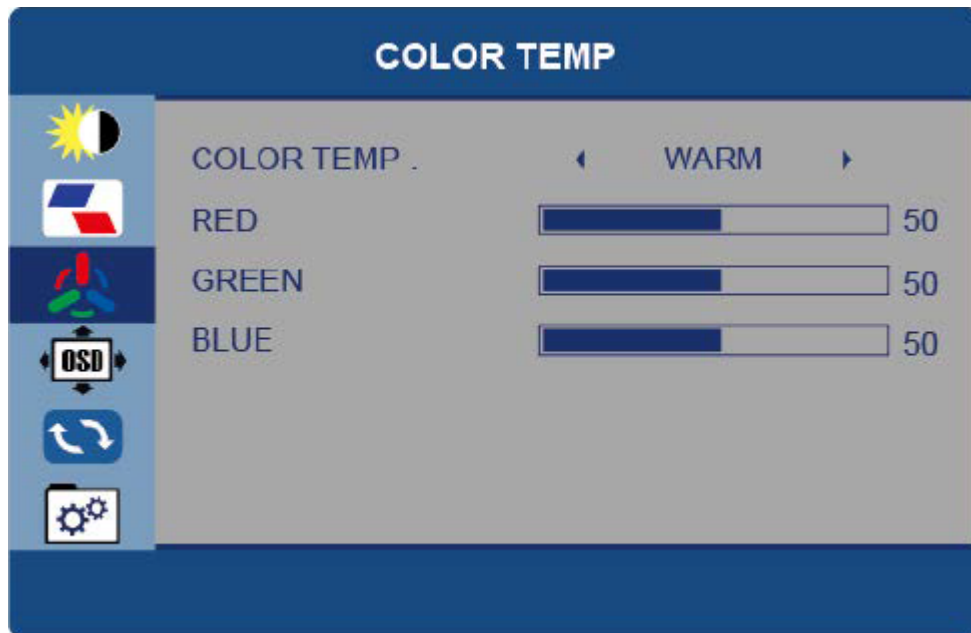 COLOR TEMP
COLOR TEMP . WARM
RED 50
GREEN 50
BLUE 50
OSD